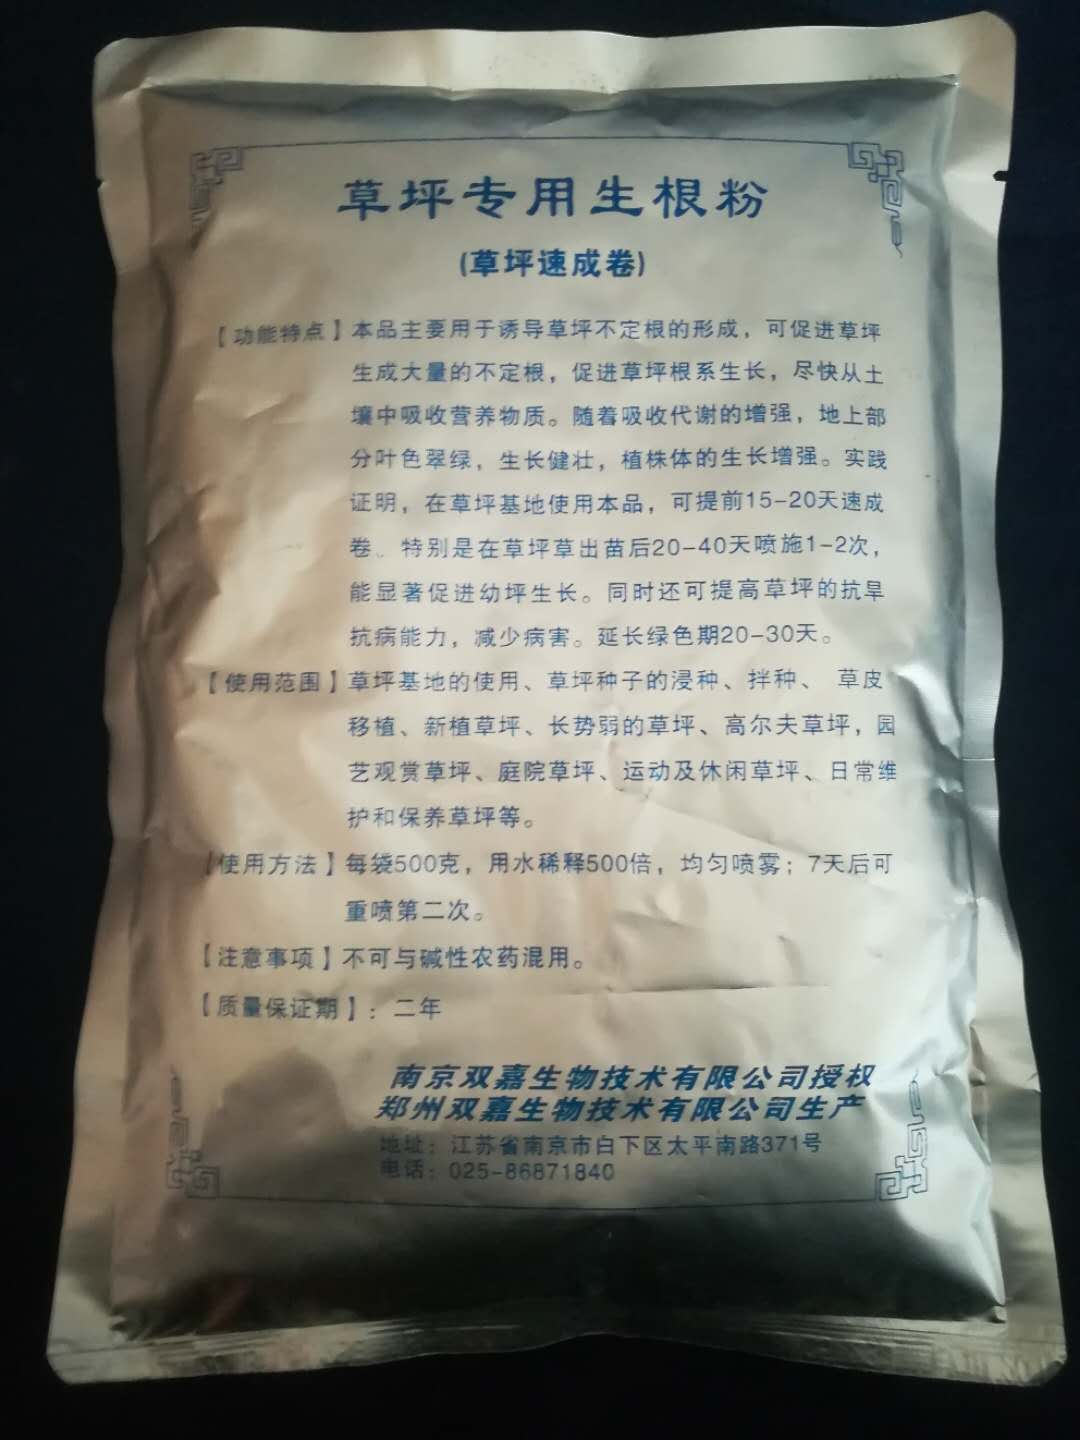 草坪专用生根粉
(草坪速成卷)
【功能特点】本品主要用于诱导草坪不定根的形成，可促进草坪
生成大量的不定根，促进草坪根系生长，尽快从土
壤中吸收营养物质。随着吸收代谢的增强，地上部
分叶色翠绿，生长健壮，植株体的生长增强。实践
证明，在草坪基地使用本品，可提前15-20天速成
卷。特别是在草坪草出苗后20-40天喷施1-2次，
能显著促进幼坪生长。同时还可提高草坪的抗旱
抗病能力，减少病害。延长绿色期20-30天。
【使用范围】草坪基地的使用、草坪种子的浸种、拌种、 草皮
移植、新植草坪、长势弱的草坪、高尔夫草坪，园
艺观赏草坪、庭院草坪、运动及休闲草坪、日常维
护和保养草坪等。
【使用方法】每袋500克，用水稀释500倍，均匀喷雾；7天后可
重喷第二次。
【注意事项】不可与碱性农药混用。
【质量保证期】：二年
南京双嘉生物技术有限公司授权
郑州双嘉生物技术有限公司生产
地址：江苏省南京市白下区太平南路371号
电话：025-86871840